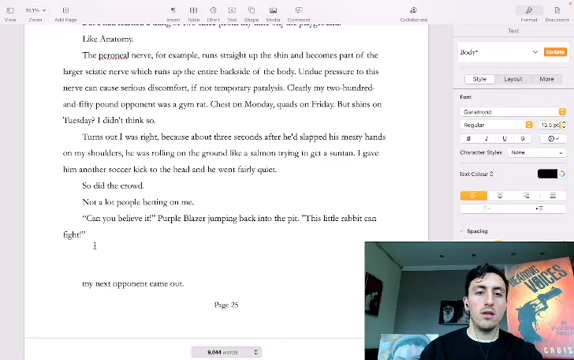 View
Zoom
Add Page
Insert
Table
Chart
Text
Shape
Media
Comment
Collaborate
Format
Document
Like Anatomy.
The peroneal nerve, for example, runs straight up the shin and becomes part of the
larger sciatic nerve which runs up the entire backside of the body. Undue pressure to this
nerve can cause serious discomfort, if not temporary paralysis. Clearly my two-hundred-
and-fifty pound opponent was a gym rat. Chest on Monday, quads on Friday. But shins on
Tuesday? I didn't think so.
Turns out I was right, because about three seconds after he'd slapped his meaty hands
on my shoulders, he was rolling on the ground like a salmon trying to get a suntan. I gave
him another soccer kick to the head and he went fairly quiet.
So did the crowd.
Not a lot people betting on me.
“Can you believe it!” Purple Blazer jumping back into the pit. "This little rabbit can
fight!”
my next opponent came out.
Page 25
9,044 words
Text
Body*
Update
Style
Layout
More
Font
Garamond
Regular
13.5 pt
B I U S
Character Styles
None
Text Colour
Spacing
HEARING
VOICES
CRUIS